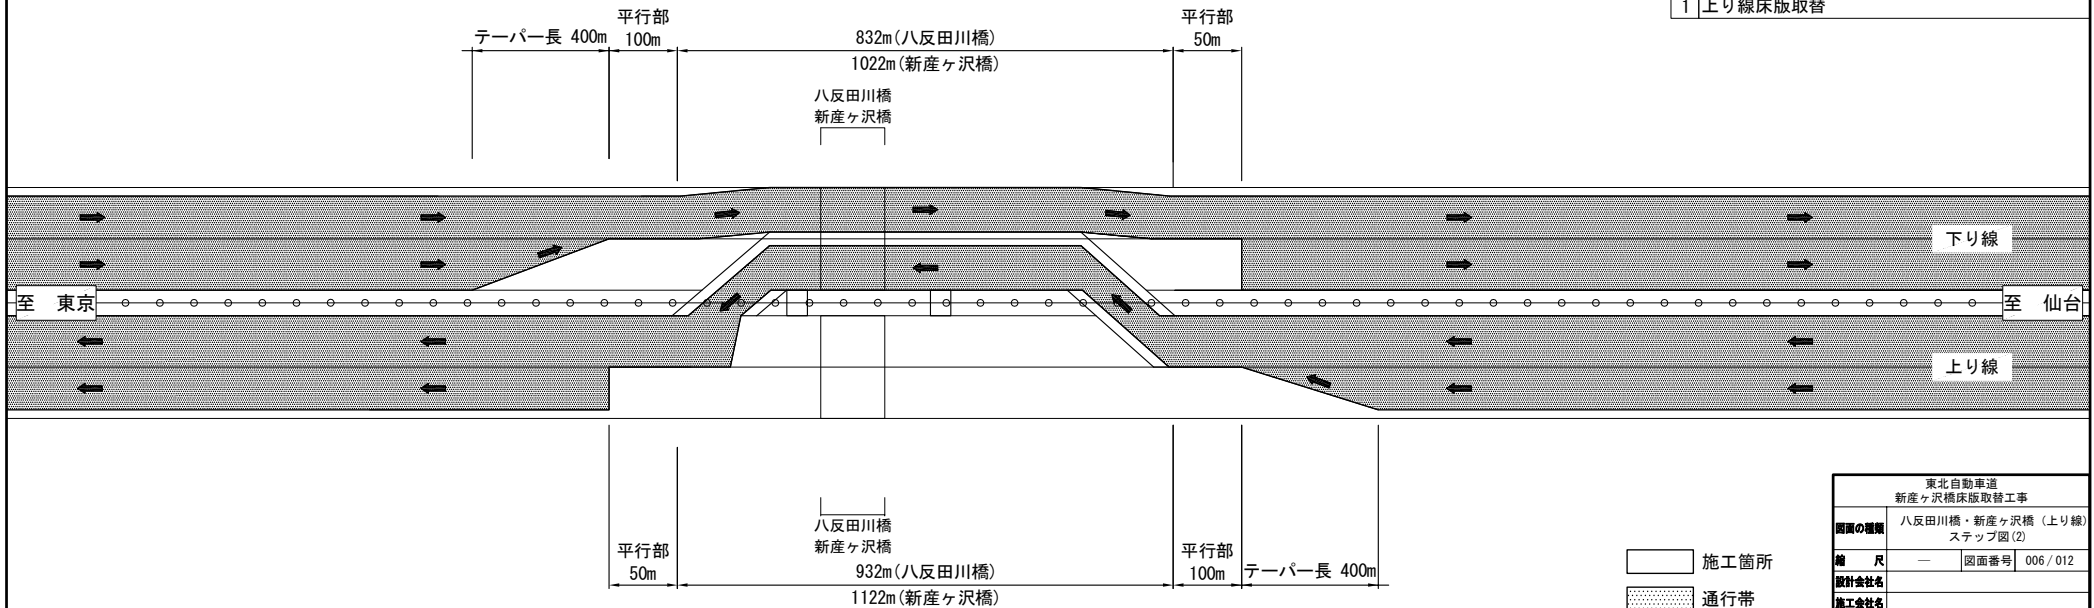 1 上り線床版取替
平行部 平行部
テーパー長 400m 100m 832m(八反田川橋) 50m
1022m(新産ヶ沢橋)
八反田川橋
新産ヶ沢橋
下り線
至 東京 至 仙台
上り線
八反田川橋
新産ヶ沢橋
平行部 平行部
50m 932m(八反田川橋) 100m テーパー長 400m
1122m(新産ヶ沢橋)
施工箇所
通行帯
東北自動車道
新産ヶ沢橋床版取替工事
図面の種類 八反田川橋・新産ヶ沢橋（上り線）
ステップ図(2)
縮 尺 ― 図面番号 006/012
設計会社名
施工会社名